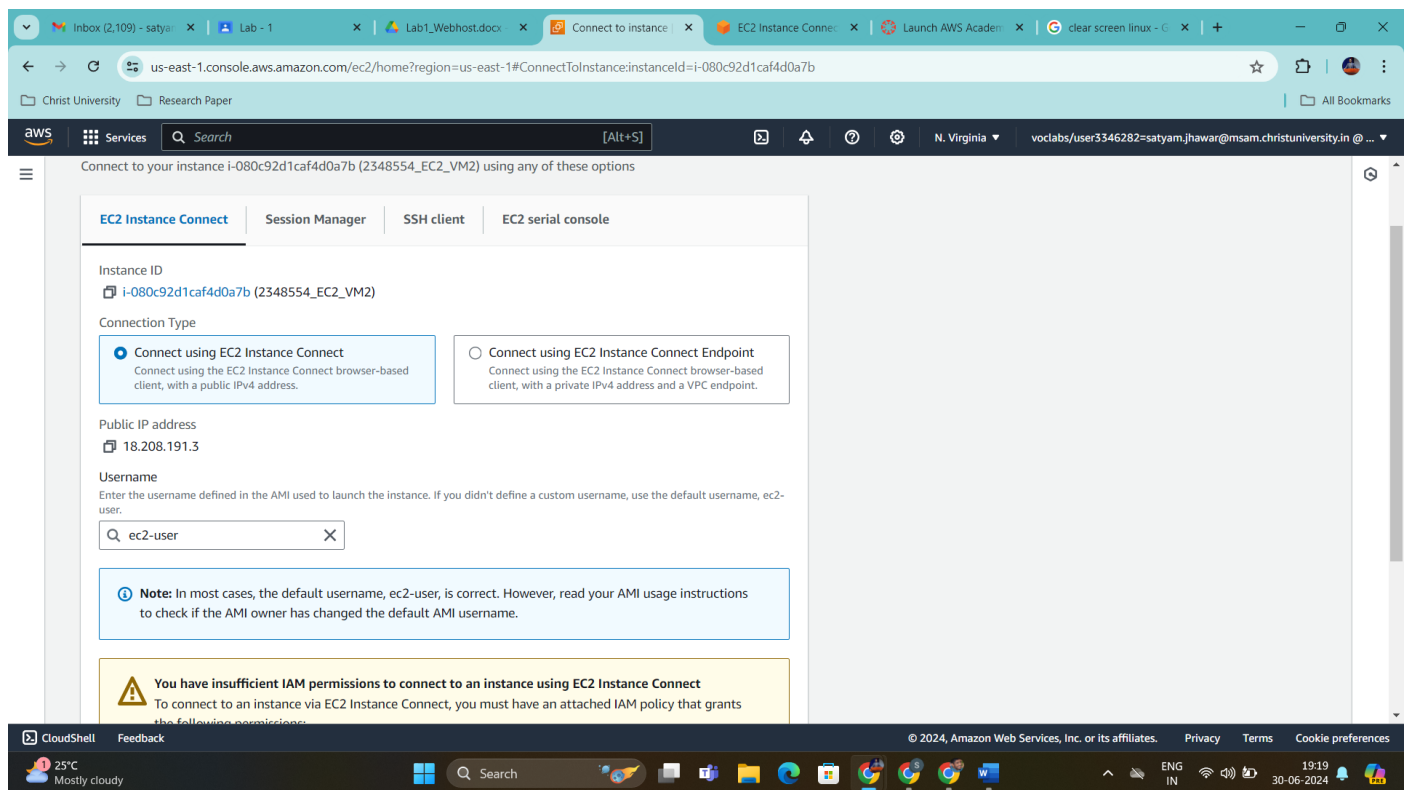 Inbox (2,109) - satyan
Lab - 1
Lab1_Webhost.docx -
Connect to instance |
EC2 Instance Connec
Launch AWS Academ
clear screen linux - G
us-east-1.console.aws.amazon.com/ec2/home?region=us-east-1#ConnectToInstance:instanceId=i-080c92d1caf4d0a7b
Christ University
Research Paper
All Bookmarks
aws
Services
Search
[Alt+S]
N. Virginia
voclabs/user3346282=satyam.jhawar@msam.christuniversity.in @ ...
Connect to your instance i-080c92d1caf4d0a7b (2348554_EC2_VM2) using any of these options
EC2 Instance Connect
Session Manager
SSH client
EC2 serial console
Instance ID
i-080c92d1caf4d0a7b (2348554_EC2_VM2)
Connection Type
Connect using EC2 Instance Connect
Connect using the EC2 Instance Connect browser-based
client, with a public IPv4 address.
Connect using EC2 Instance Connect Endpoint
Connect using the EC2 Instance Connect browser-based
client, with a private IPv4 address and a VPC endpoint.
Public IP address
18.208.191.3
Username
Enter the username defined in the AMI used to launch the instance. If you didn't define a custom username, use the default username, ec2-
user.
ec2-user
Note: In most cases, the default username, ec2-user, is correct. However, read your AMI usage instructions
to check if the AMI owner has changed the default AMI username.
You have insufficient IAM permissions to connect to an instance using EC2 Instance Connect
To connect to an instance via EC2 Instance Connect, you must have an attached IAM policy that grants
the following permissions:
CloudShell
Feedback
© 2024, Amazon Web Services, Inc. or its affiliates.
Privacy
Terms
Cookie preferences
1
25°C
Mostly cloudy
Search
ENG
IN
19:19
30-06-2024
PRE